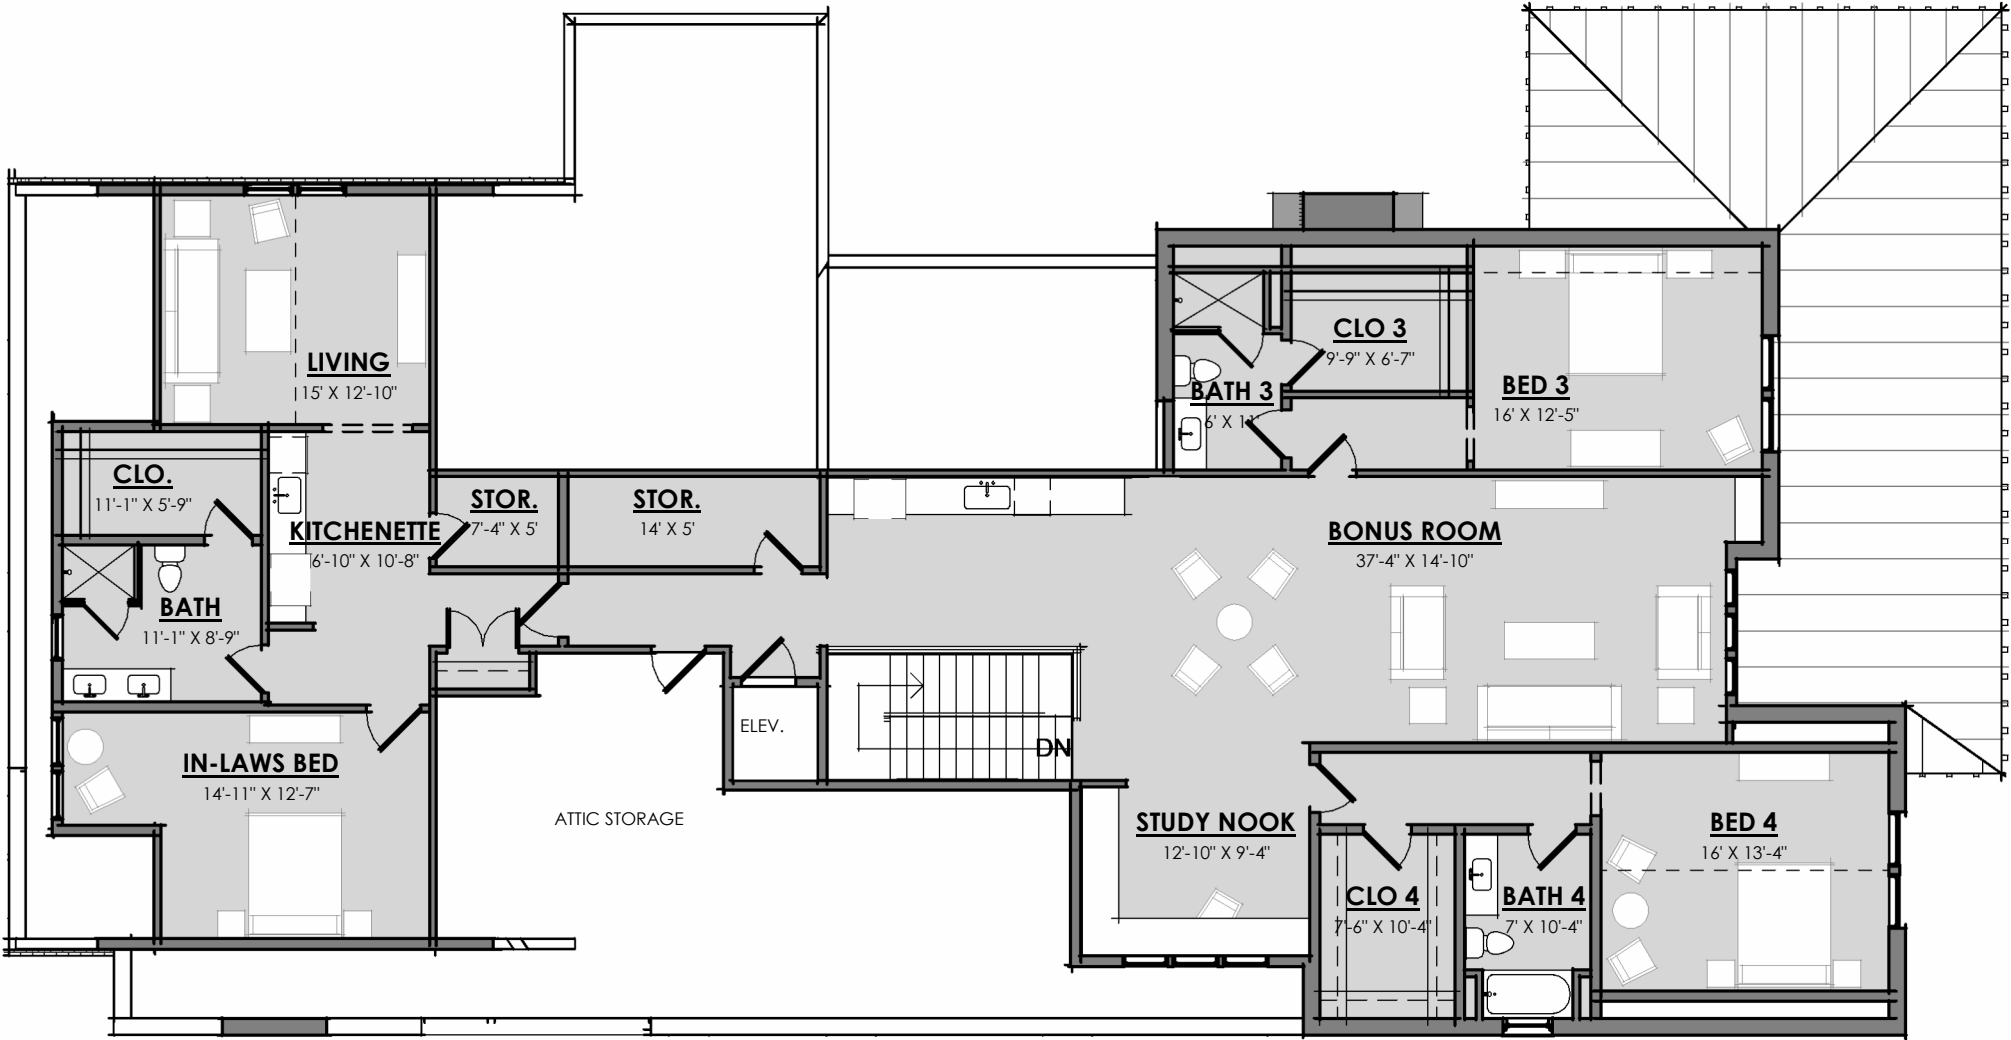 LIVING
15' X 12'-10"
CLO.
11'-1" X 5'-9"
KITCHENETTE
6'-10" X 10'-8"
STOR.
7'-4" X 5'
STOR.
14' X 5'
BATH
11'-1" X 8'-9"
IN-LAWS BED
14'-11" X 12'-7"
ATTIC STORAGE
ELEV.
DN
CLO 3
9'-9" X 6'-7"
BATH 3
6' X 11'
BED 3
16' X 12'-5"
BONUS ROOM
37'-4" X 14'-10"
STUDY NOOK
12'-10" X 9'-4"
CLO 4
7'-6" X 10'-4"
BATH 4
7' X 10'-4"
BED 4
16' X 13'-4"